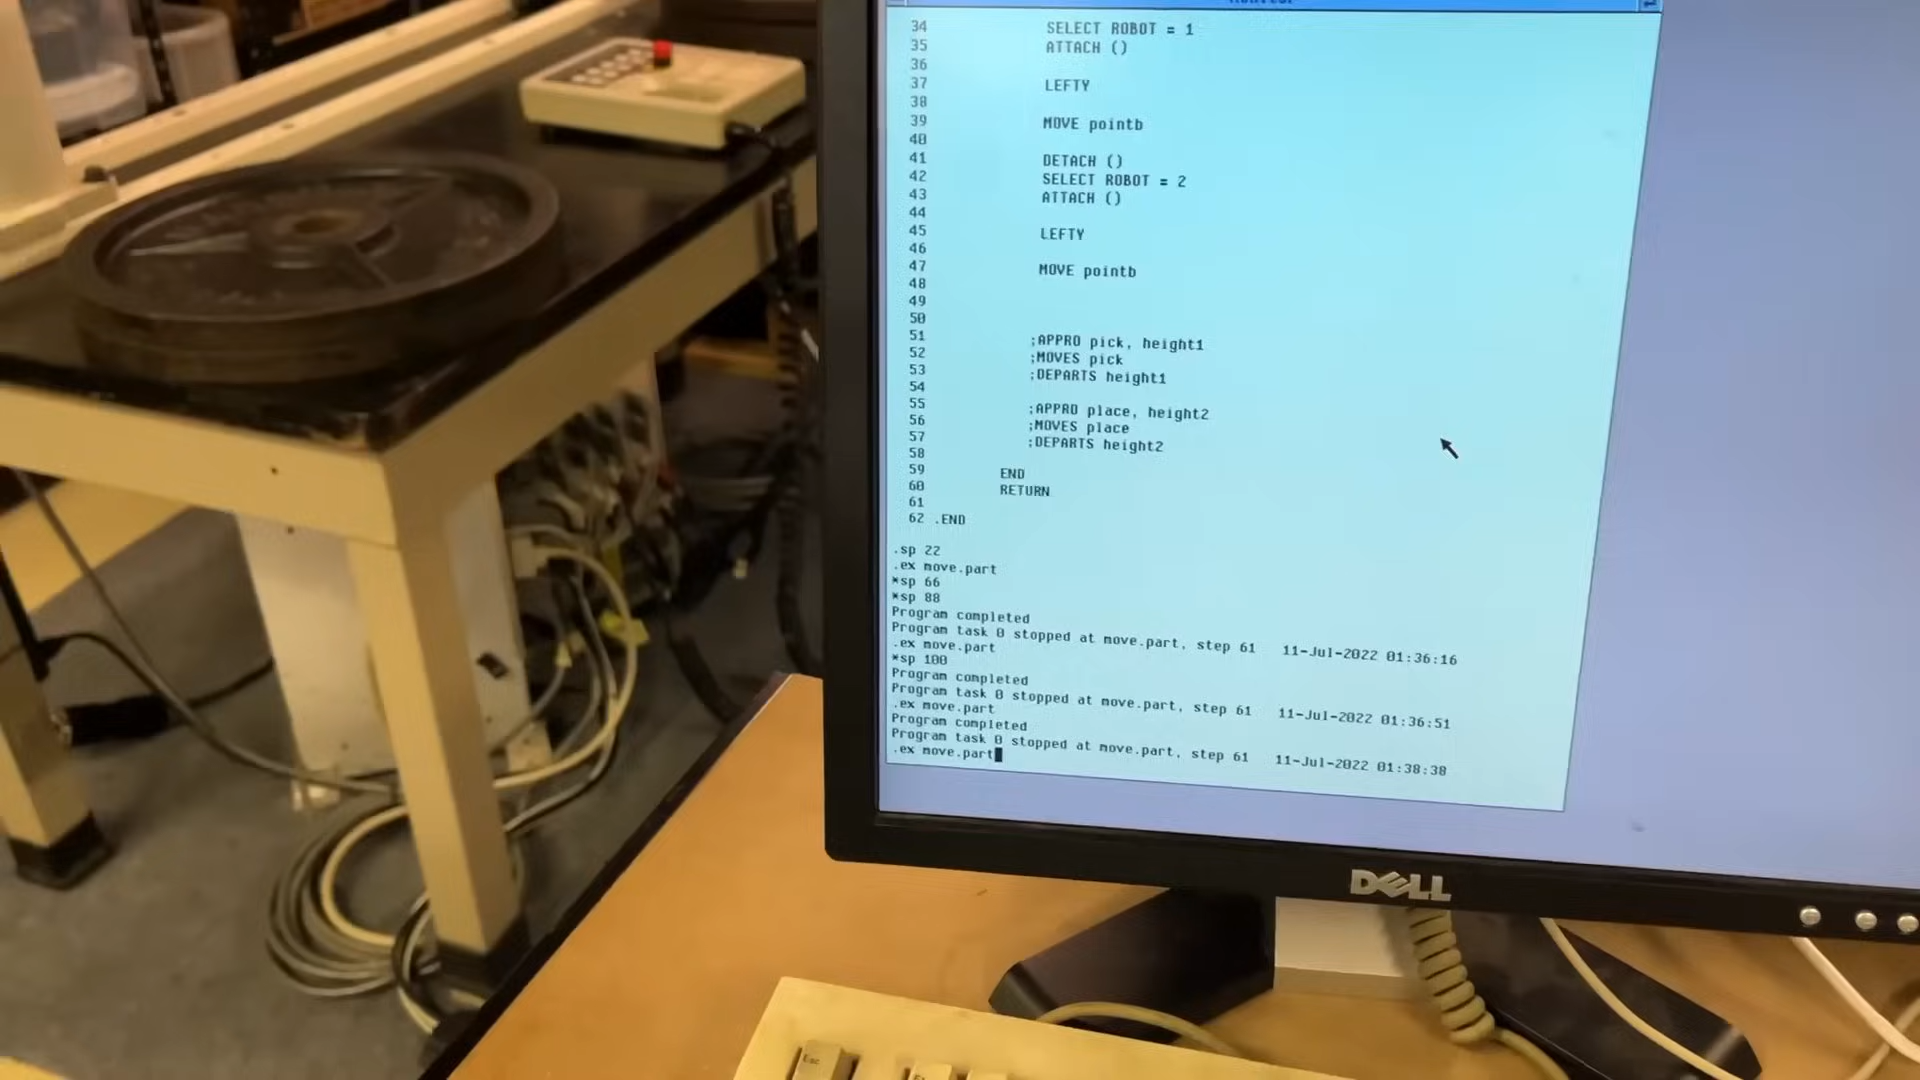 34 SELECT ROBOT = 1
35 ATTACH ()
36
37 LEFTY
38
39 MOVE pointb
40
41 DETACH ()
42 SELECT ROBOT = 2
43 ATTACH ()
44
45 LEFTY
46
47 MOVE pointb
48
49
50
51 ;APPRO pick, height1
52 ;MOVES pick
53 ;DEPARTS height1
54
55 ;APPRO place, height2
56 ;MOVES place
57 ;DEPARTS height2
58
59 END
60 RETURN
61
62 .END
.sp 22
.ex move.part
*sp 66
*sp 88
Program completed
Program task 0 stopped at move.part, step 61 11-Jul-2022 01:36:16
.ex move.part
*sp 100
Program completed
Program task 0 stopped at move.part, step 61 11-Jul-2022 01:36:51
.ex move.part
Program completed
Program task 0 stopped at move.part, step 61 11-Jul-2022 01:38:38
.ex move.part
DELL
Esc